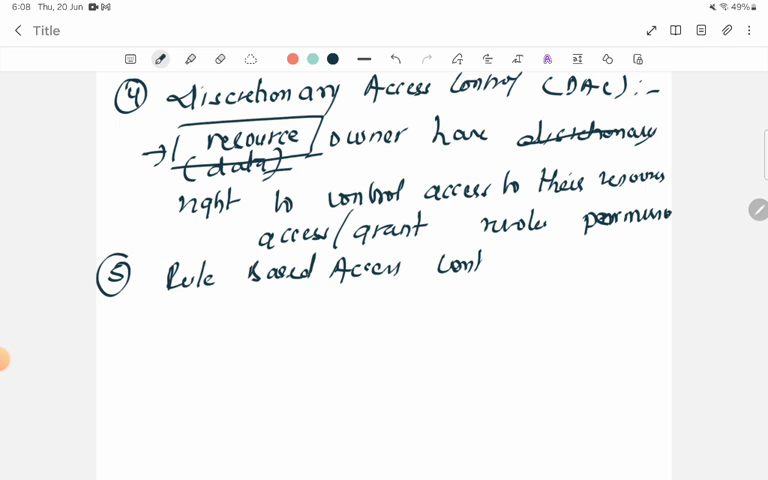 6:08 Thu, 20 Jun 49%
Title
④ Discretionary Access Control (DAC):-
→ resource owner have discretionary
(data)
right to control access to their resources
access/grant revoke permission
⑤ Rule Based Access Cont